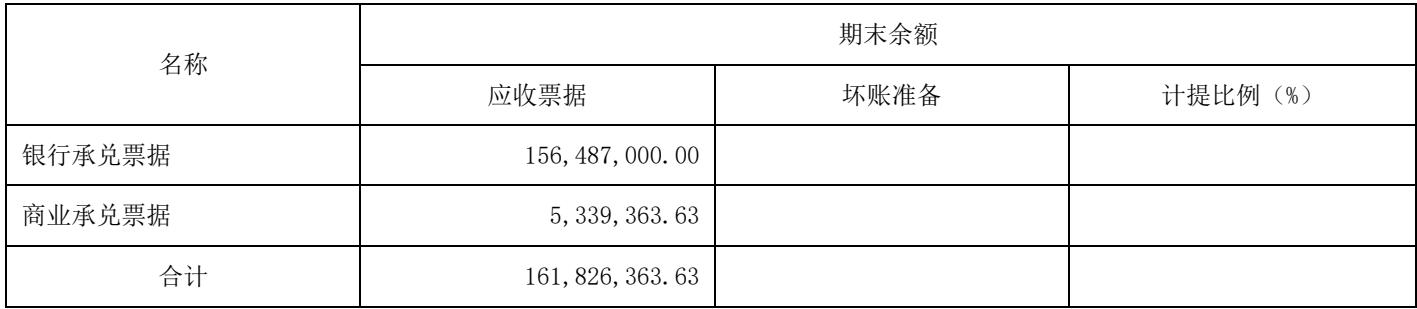 名称 期末余额
应收票据 坏账准备 计提比例（%）
银行承兑票据 156,487,000.00
商业承兑票据 5,339,363.63
合计 161,826,363.63